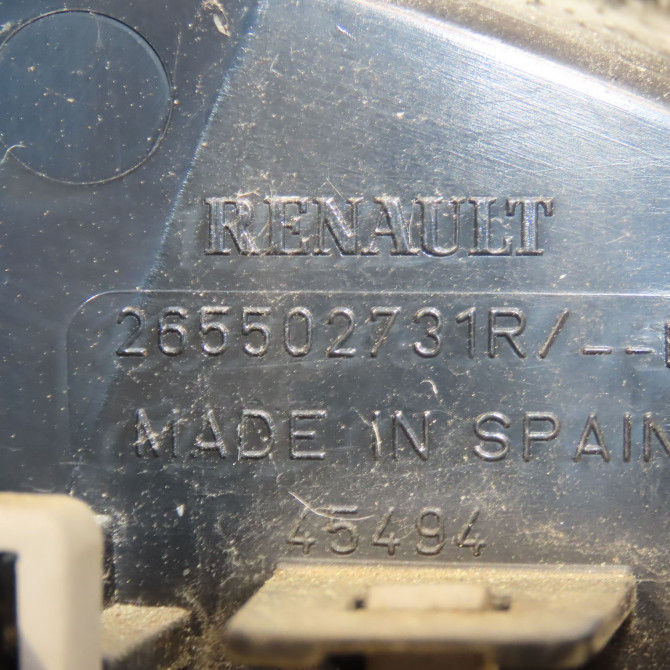 RENAULT
265502731R/--
MADE IN SPAIN
45494